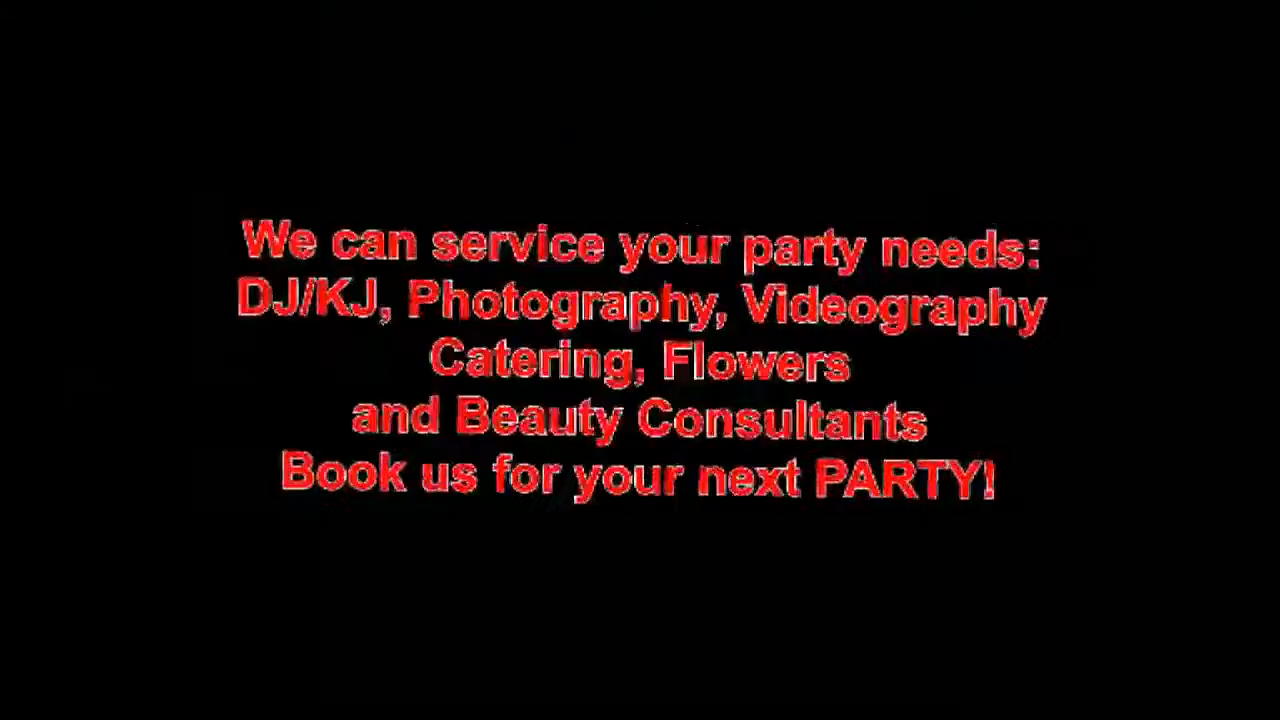 We can service your party needs:
DJ/KJ, Photography, Videography
Catering, Flowers
and Beauty Consultants
Book us for your next PARTY!